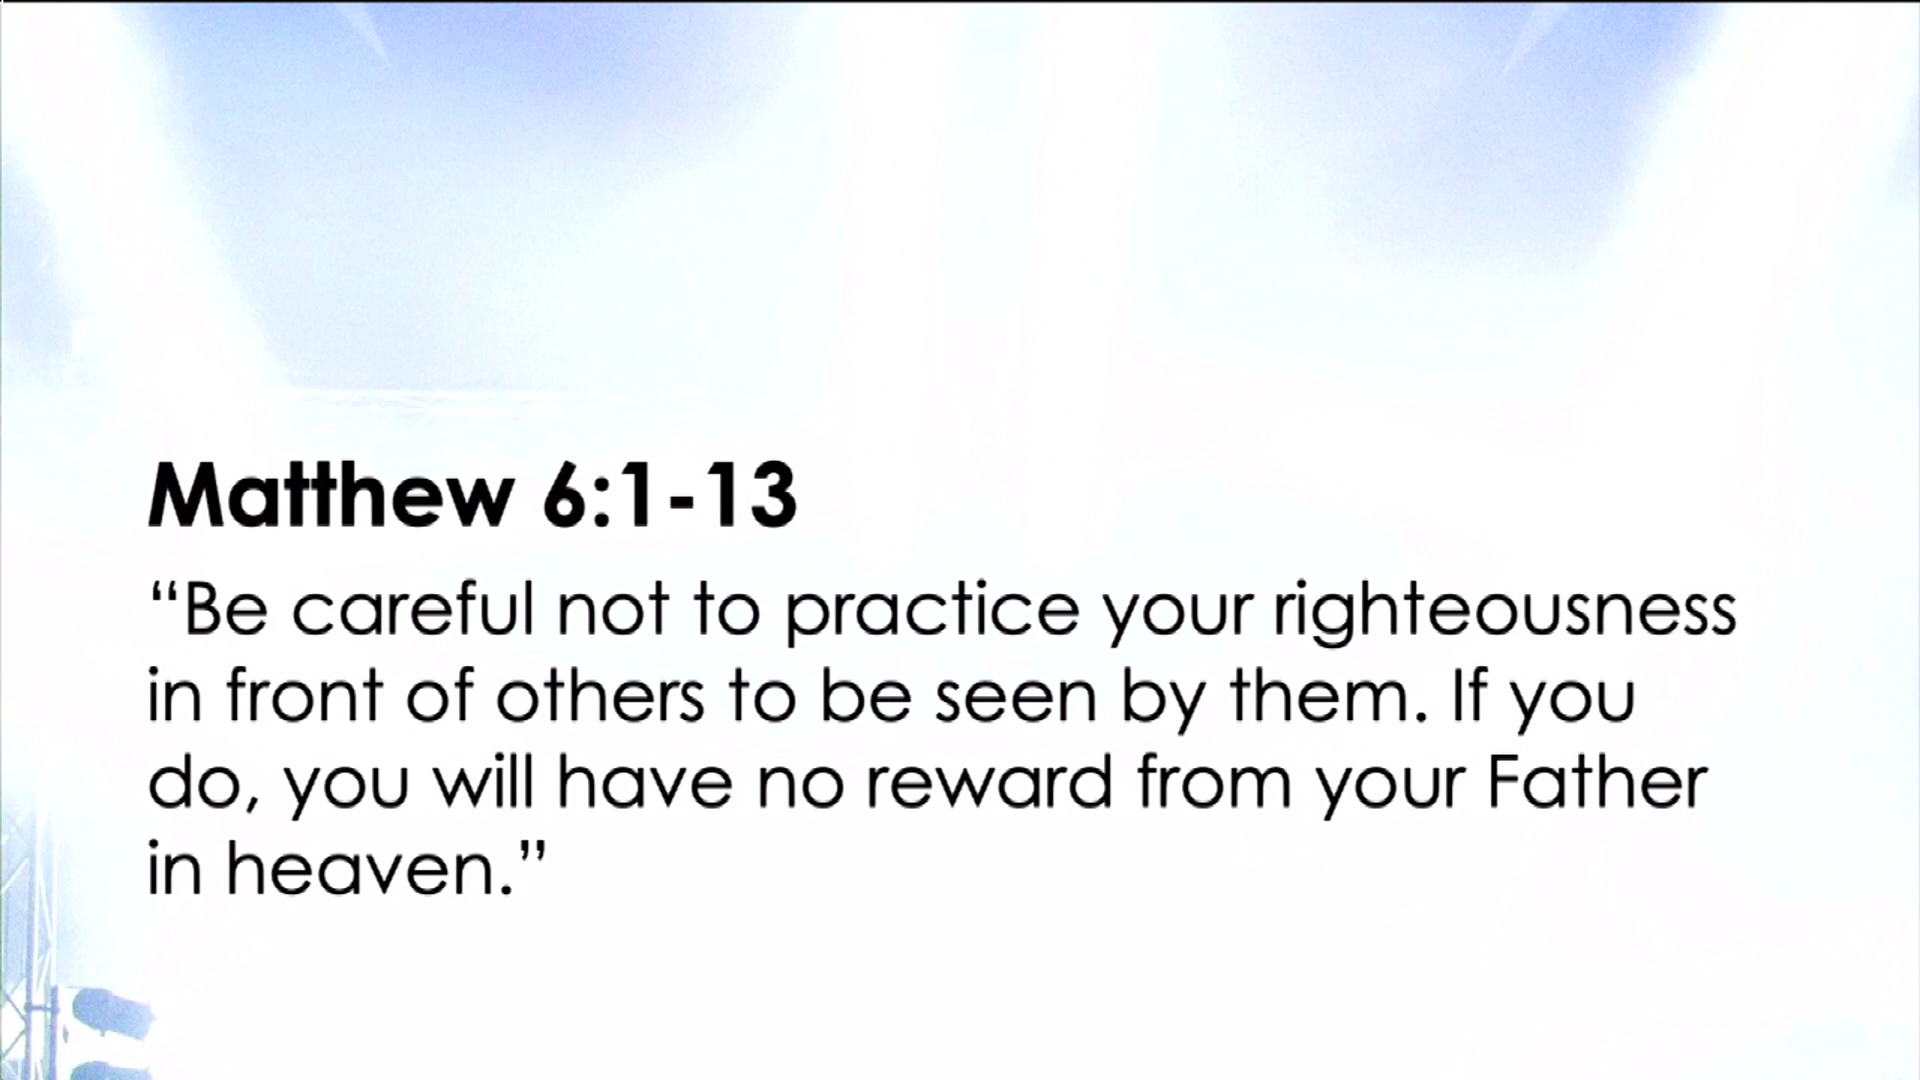 Matthew 6:1-13
“Be careful not to practice your righteousness
in front of others to be seen by them. If you
do, you will have no reward from your Father
in heaven.”